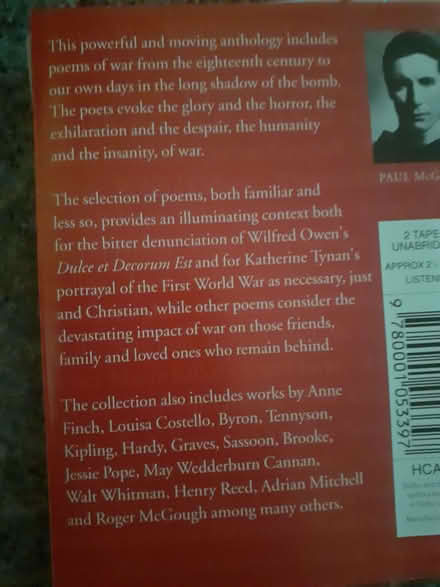 This powerful and moving anthology includes
poems of war from the eighteenth century to
our own days in the long shadow of the bomb.
The poets evoke the glory and the horror, the
exhilaration and the despair, the humanity
and the insanity, of war.
The selection of poems, both familiar and
less so, provides an illuminating context both
for the bitter denunciation of Wilfred Owen's
Dulce et Decorum Est and for Katherine Tynan's
portrayal of the First World War as necessary, just
and Christian, while other poems consider the
devastating impact of war on those friends,
family and loved ones who remain behind.
The collection also includes works by Anne
Finch, Louisa Costello, Byron, Tennyson,
Kipling, Hardy, Graves, Sassoon, Brooke,
Jessie Pope, May Wedderburn Cannan,
Walt Whitman, Henry Reed, Adrian Mitchell
and Roger McGough among many others.
PAUL McG
2 TAPE
UNABRID
APPROX 2
LISTEN
9 780001 053397
HCA